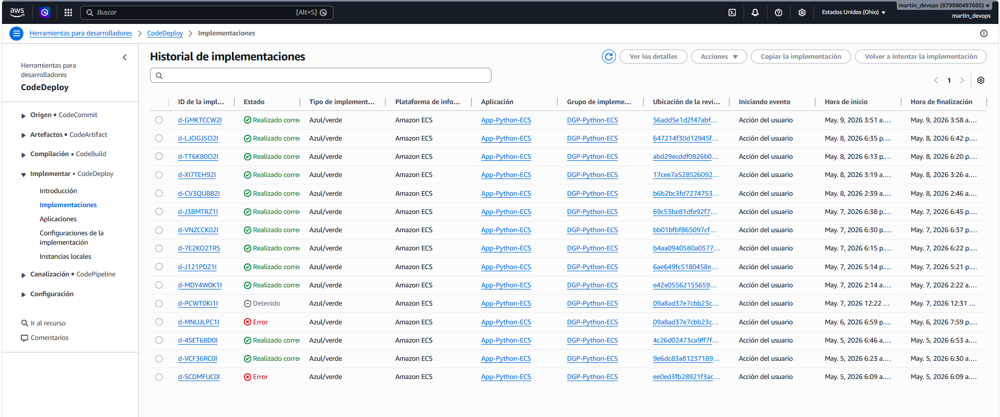 aws
Buscar [Alt+S]
Estados Unidos (Ohio)
martin_devops (879980497605)
martin_devops
Herramientas para desarrolladores
CodeDeploy
Implementaciones
Herramientas para
desarrolladores
CodeDeploy
Origen • CodeCommit
Artefactos • CodeArtifact
Compilación • CodeBuild
Implementar • CodeDeploy
Introducción
Implementaciones
Aplicaciones
Configuraciones de la
implementación
Instancias locales
Canalización • CodePipeline
Configuración
Ir al recurso
Comentarios
Historial de implementaciones
Ver los detalles
Acciones
Copiar la implementación
Volver a intentar la implementación
1
ID de la impl... Estado Tipo de implement... Plataforma de info... Aplicación Grupo de impleme... Ubicación de la revi... Iniciando evento Hora de inicio Hora de finalización
d-GMKTCCW2I Realizado corre Azul/verde Amazon ECS App-Python-ECS DGP-Python-ECS 56add5e1d2f47abf... Acción del usuario May. 9, 2026 3:51 a.... May. 9, 2026 3:58 a....
d-LJOGJ5O2I Realizado corre Azul/verde Amazon ECS App-Python-ECS DGP-Python-ECS 647214f30d12945f... Acción del usuario May. 8, 2026 6:35 p.... May. 8, 2026 6:42 p....
d-TT6K80O2I Realizado corre Azul/verde Amazon ECS App-Python-ECS DGP-Python-ECS abd29ecddf0826b0... Acción del usuario May. 8, 2026 6:13 p.... May. 8, 2026 6:20 p....
d-XI7TEH92I Realizado corre Azul/verde Amazon ECS App-Python-ECS DGP-Python-ECS 17cee7a528526092... Acción del usuario May. 8, 2026 3:19 a.... May. 8, 2026 3:26 a....
d-CV3QUB82I Realizado corre Azul/verde Amazon ECS App-Python-ECS DGP-Python-ECS b6b2bc3fd7274753... Acción del usuario May. 8, 2026 2:39 a.... May. 8, 2026 2:46 a....
d-J3BMTRZ1I Realizado corre Azul/verde Amazon ECS App-Python-ECS DGP-Python-ECS 69c53be81dfe92f7... Acción del usuario May. 7, 2026 6:38 p.... May. 7, 2026 6:45 p....
d-VNZCCK02I Realizado corre Azul/verde Amazon ECS App-Python-ECS DGP-Python-ECS bb01bfbf865097cf... Acción del usuario May. 7, 2026 6:30 p.... May. 7, 2026 6:37 p....
d-7E2KO2TR5 Realizado corre Azul/verde Amazon ECS App-Python-ECS DGP-Python-ECS b4aa0940580a0577... Acción del usuario May. 7, 2026 6:15 p.... May. 7, 2026 6:22 p....
d-J121PDZ1I Realizado corre Azul/verde Amazon ECS App-Python-ECS DGP-Python-ECS 6ae649fc5180458e... Acción del usuario May. 7, 2026 5:14 p.... May. 7, 2026 5:21 p....
d-MDY4W0K1I Realizado corre Azul/verde Amazon ECS App-Python-ECS DGP-Python-ECS e42e05562155659... Acción del usuario May. 7, 2026 2:14 a.... May. 7, 2026 2:22 a....
d-PCWT0KI1I Detenido Azul/verde Amazon ECS App-Python-ECS DGP-Python-ECS 09a8ad37e7cbb23c... Acción del usuario May. 7, 2026 12:22 ... May. 7, 2026 12:31 ...
d-MNUJLPC1I Error Azul/verde Amazon ECS App-Python-ECS DGP-Python-ECS 09a8ad37e7cbb23c... Acción del usuario May. 6, 2026 6:59 p.... May. 6, 2026 7:59 p....
d-4SET68D0I Realizado corre Azul/verde Amazon ECS App-Python-ECS DGP-Python-ECS 4c26d02473ca9ff7f... Acción del usuario May. 5, 2026 6:46 a.... May. 5, 2026 6:53 a....
d-VCF36RC0I Realizado corre Azul/verde Amazon ECS App-Python-ECS DGP-Python-ECS 9e6dc83a81237189... Acción del usuario May. 5, 2026 6:23 a.... May. 5, 2026 6:30 a....
d-SCDMFUC0I Error Azul/verde Amazon ECS App-Python-ECS DGP-Python-ECS ee0ed3fb28921f3ac... Acción del usuario May. 5, 2026 6:09 a.... May. 5, 2026 6:09 a....